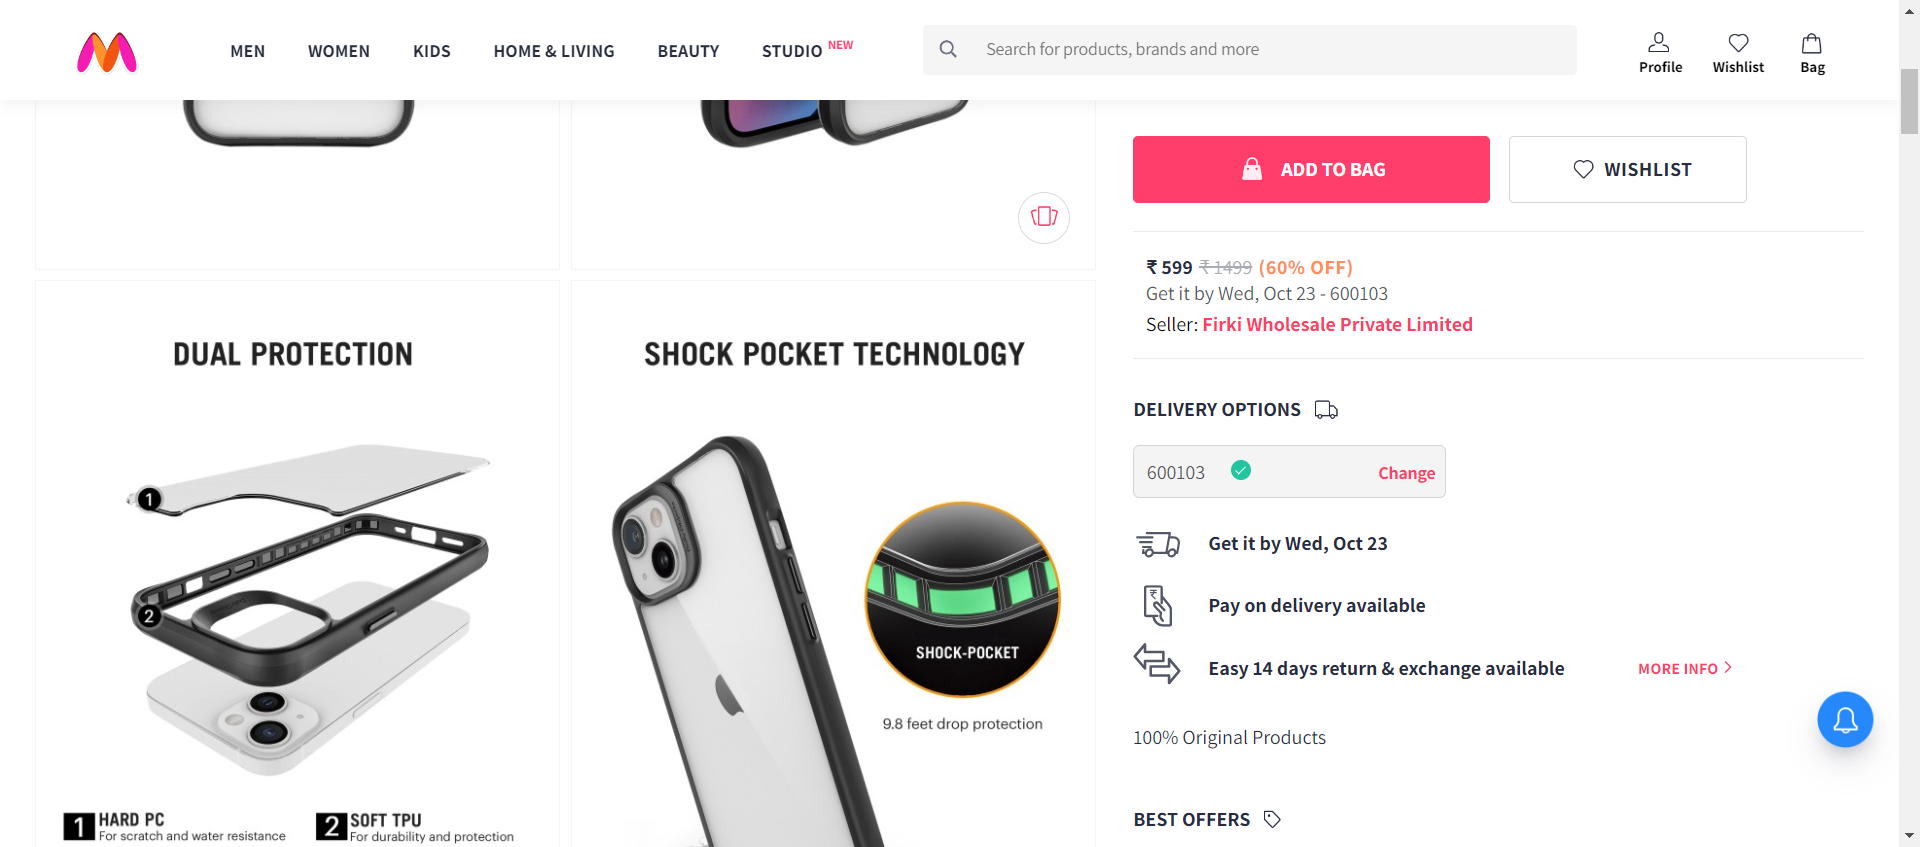 MEN WOMEN KIDS HOME & LIVING BEAUTY STUDIO NEW
Search for products, brands and more
Profile Wishlist Bag
ADD TO BAG
WISHLIST
₹ 599 ₹ 1499 (60% OFF)
Get it by Wed, Oct 23 - 600103
Seller: Firki Wholesale Private Limited
DUAL PROTECTION
1
2
1 HARD PC
For scratch and water resistance
2 SOFT TPU
For durability and protection
SHOCK POCKET TECHNOLOGY
SHOCK-POCKET
9.8 feet drop protection
DELIVERY OPTIONS
600103 Change
Get it by Wed, Oct 23
Pay on delivery available
Easy 14 days return & exchange available
MORE INFO
100% Original Products
BEST OFFERS